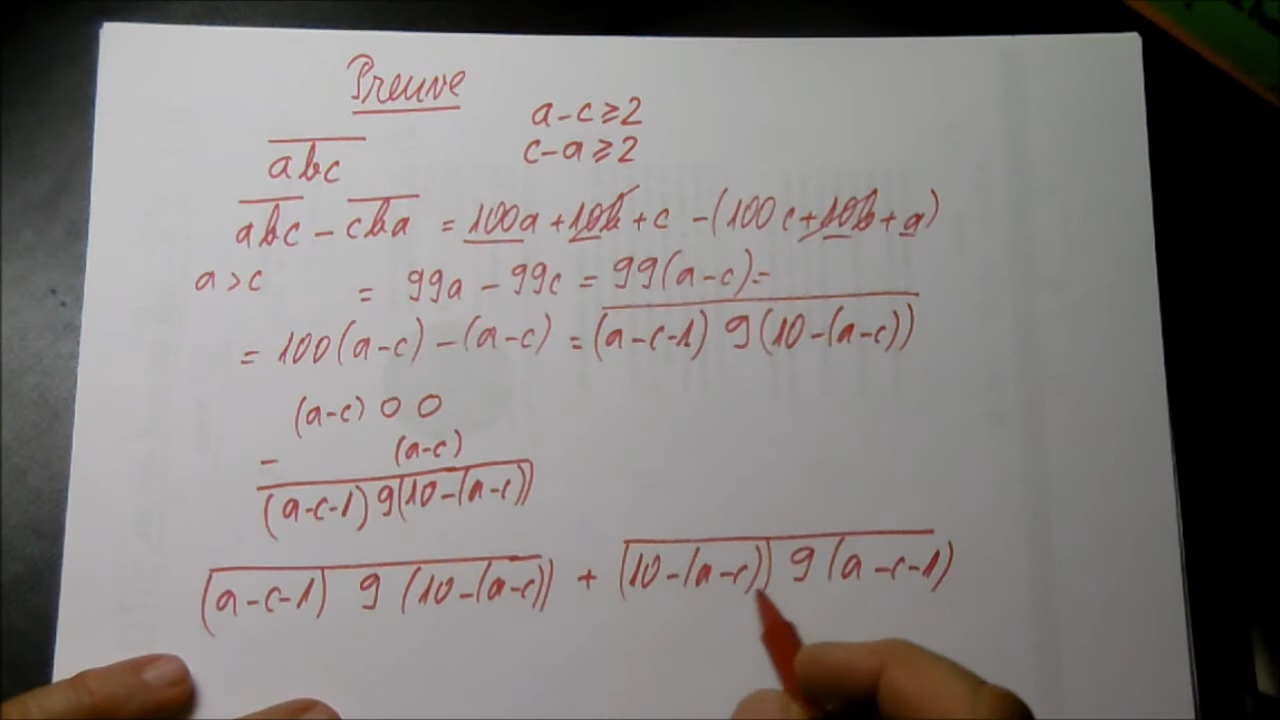 Preuve
a-c≥2
c-a≥2
abc
abc - cba = 100a + 10b + c - (100c + 10b + a)
a>c
= 99a - 99c = 99(a-c) =
= 100(a-c) - (a-c) = (a-c-1) 9 (10-(a-c))
(a-c) 0 0
- (a-c)
(a-c-1) 9 (10-(a-c))
(a-c-1) 9 (10-(a-c)) + (10-(a-c)) 9 (a-c-1)